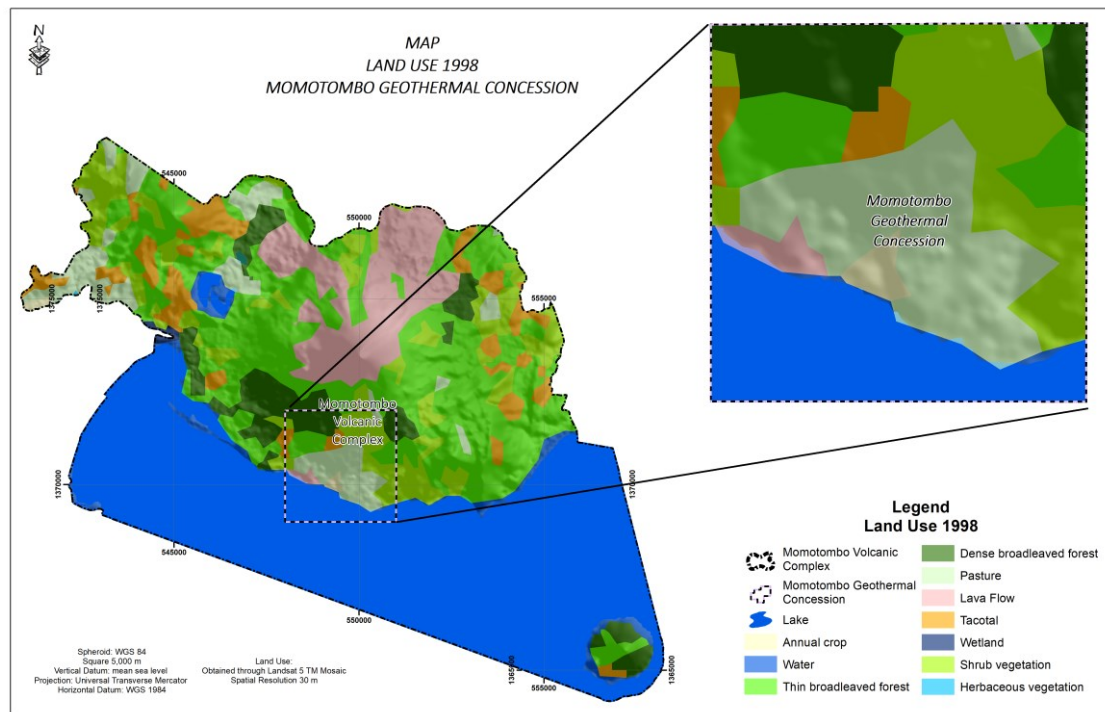 N
MAP
LAND USE 1998
MOMOTOMBO GEOTHERMAL CONCESSION
Momotombo
Geothermal
Concession
545000
550000
555000
1375000
1375000
Momotombo
Volcanic
Complex
1370000
1370000
545000
550000
555000
1365000
1365000
Spheroid: WGS 84
Square 5,000 m
Vertical Datum: mean sea level
Projection: Universal Transverse Mercator
Horizontal Datum: WGS 1984
Land Use:
Obtained through Landsat 5 TM Mosaic
Spatial Resolution 30 m
Legend
Land Use 1998
Momotombo Volcanic
Complex
Momotombo Geothermal
Concession
Lake
Annual crop
Water
Thin broadleaved forest
Dense broadleaved forest
Pasture
Lava Flow
Tacotal
Wetland
Shrub vegetation
Herbaceous vegetation